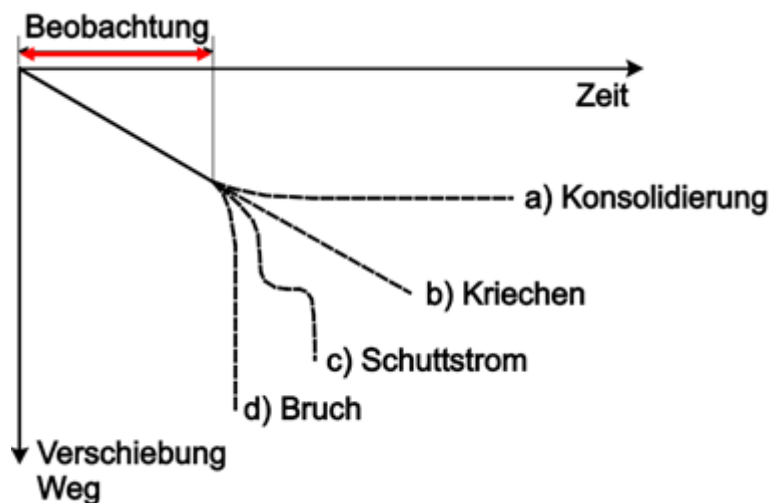 Beobachtung
Zeit
a) Konsolidierung
b) Kriechen
c) Schuttstrom
d) Bruch
Verschiebung
Weg